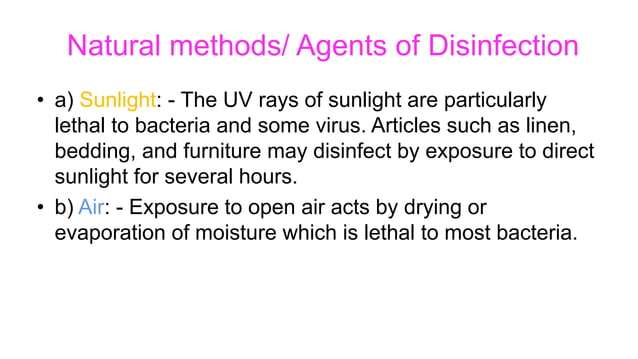 Natural methods/ Agents of Disinfection
• a) Sunlight: - The UV rays of sunlight are particularly
lethal to bacteria and some virus. Articles such as linen,
bedding, and furniture may disinfect by exposure to direct
sunlight for several hours.
• b) Air: - Exposure to open air acts by drying or
evaporation of moisture which is lethal to most bacteria.